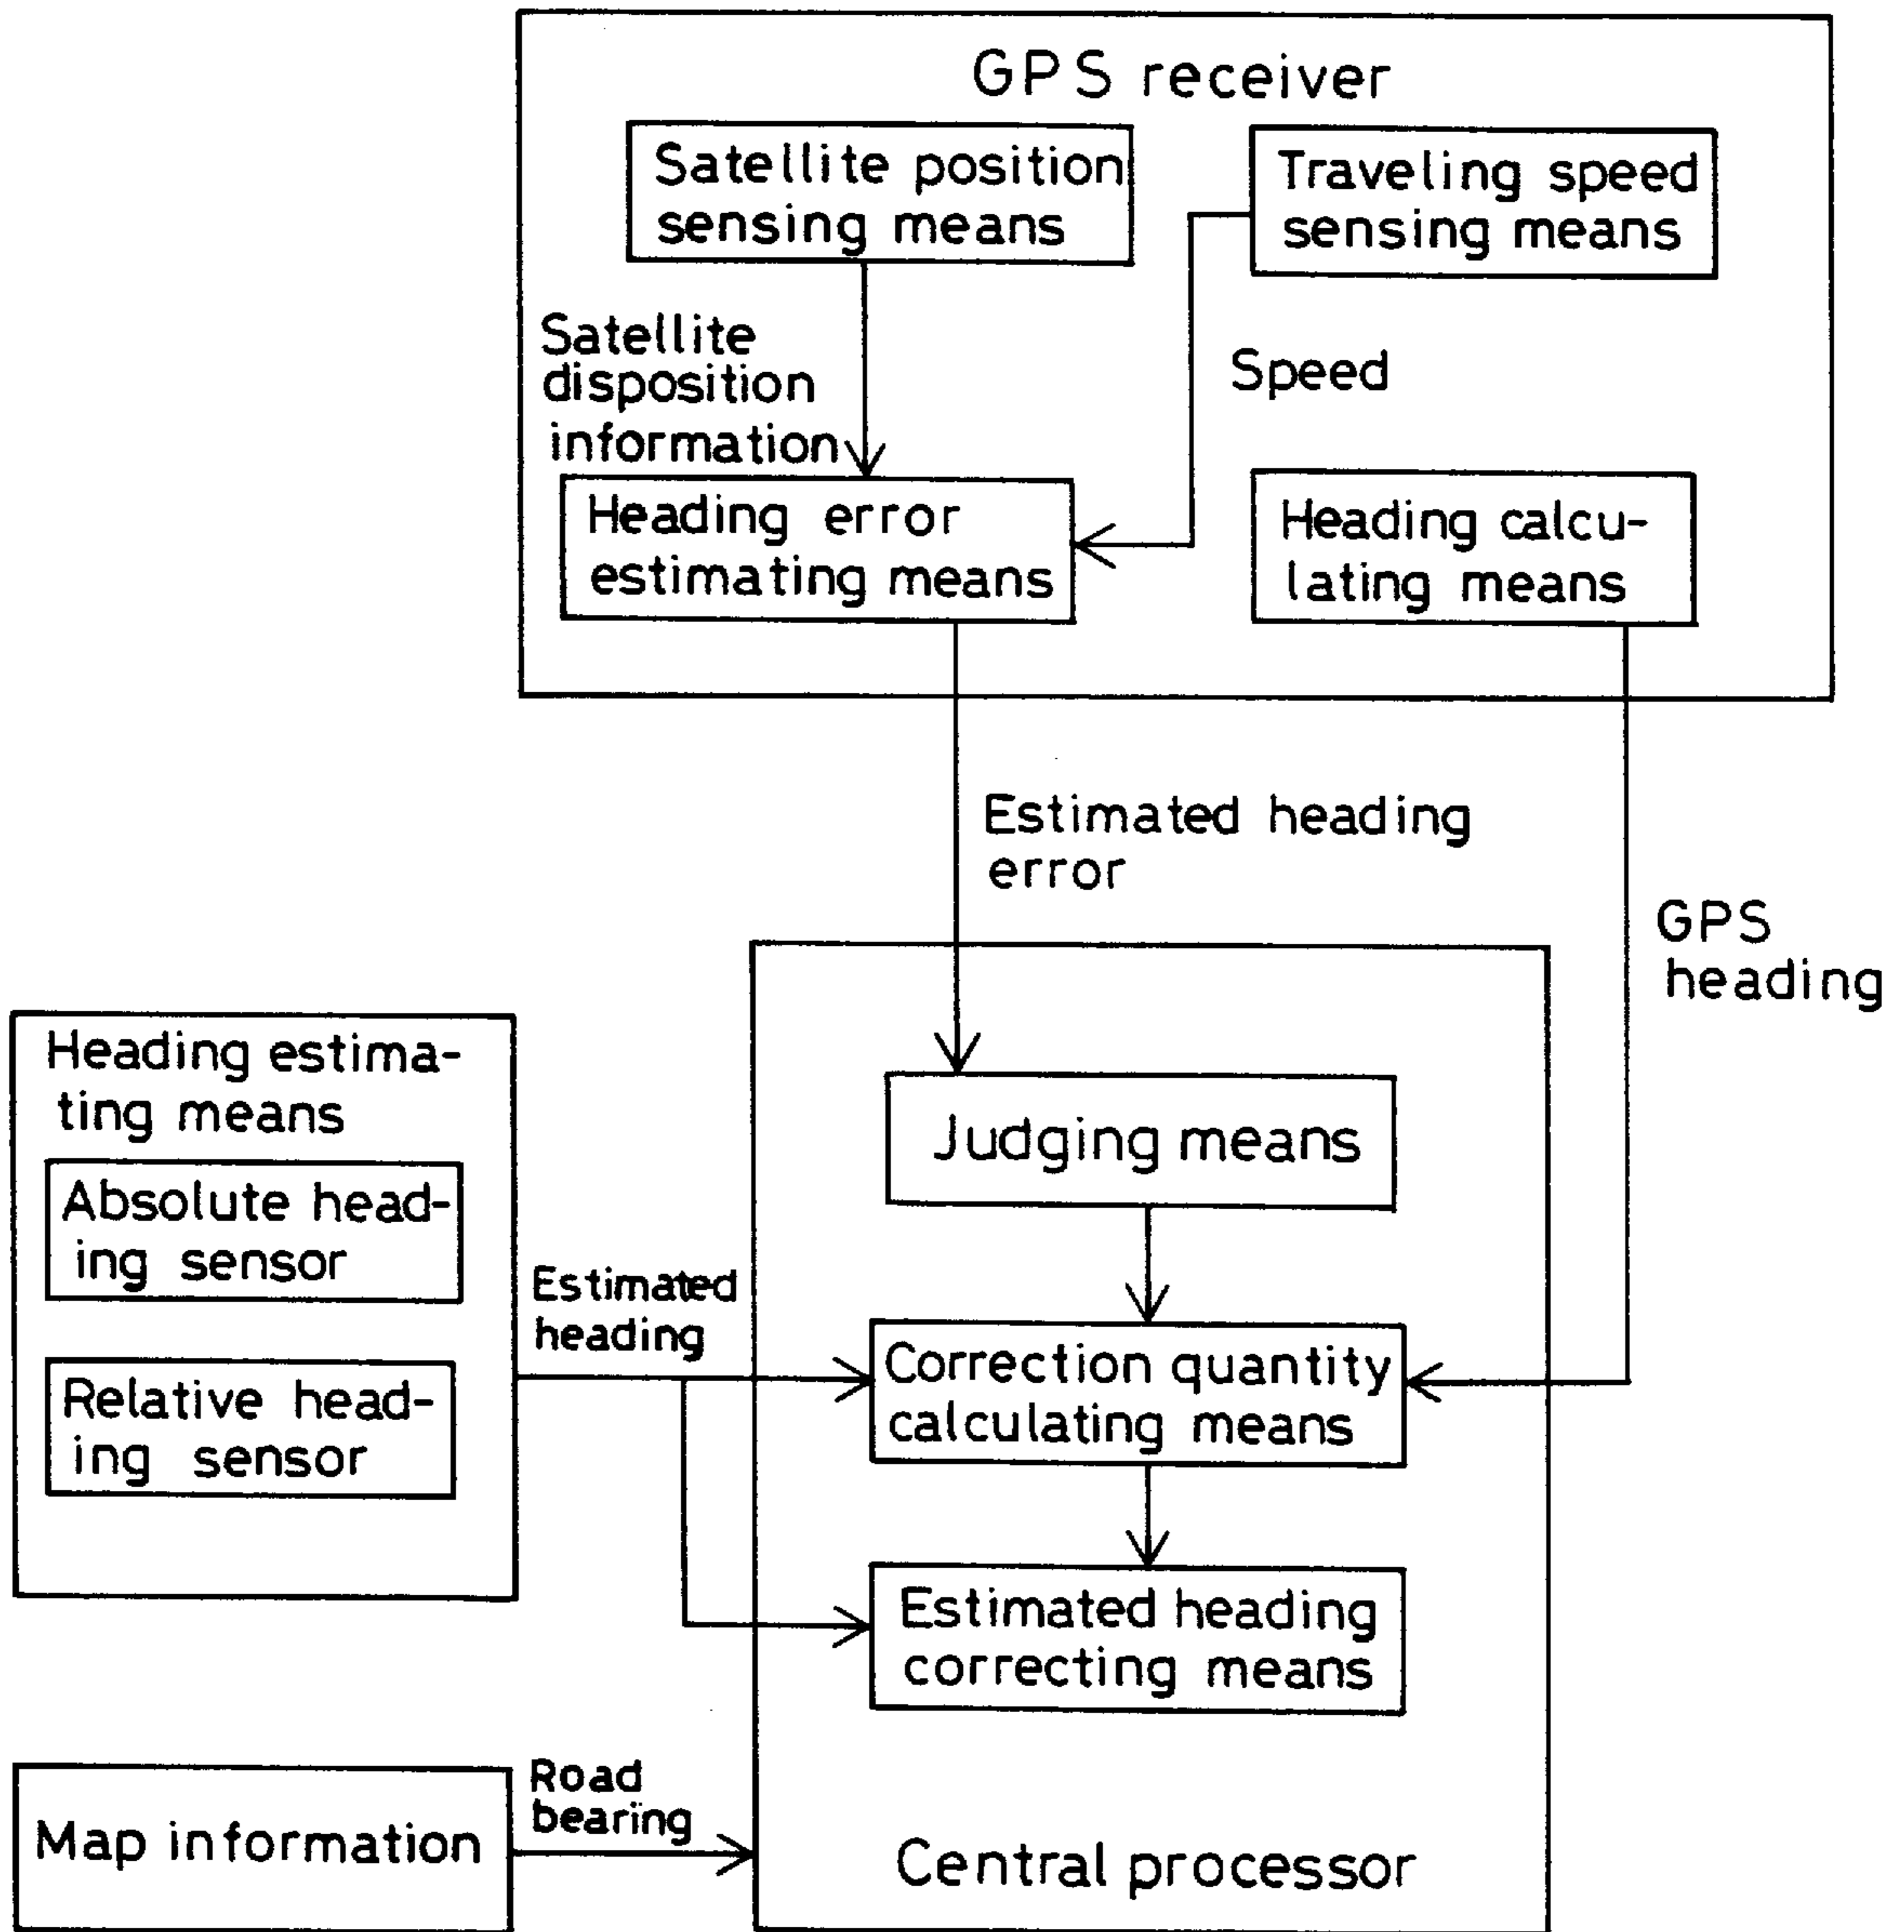 GPS receiver
Satellite position
sensing means
Traveling speed
sensing means
Satellite
disposition
information
Speed
Heading error
estimating means
Heading calcu-
lating means
Estimated heading
error
GPS
heading
Heading estima-
ting means
Absolute head-
ing sensor
Relative head-
ing sensor
Estimated
heading
Judging means
Correction quantity
calculating means
Estimated heading
correcting means
Map information
Road
bearing
Central processor